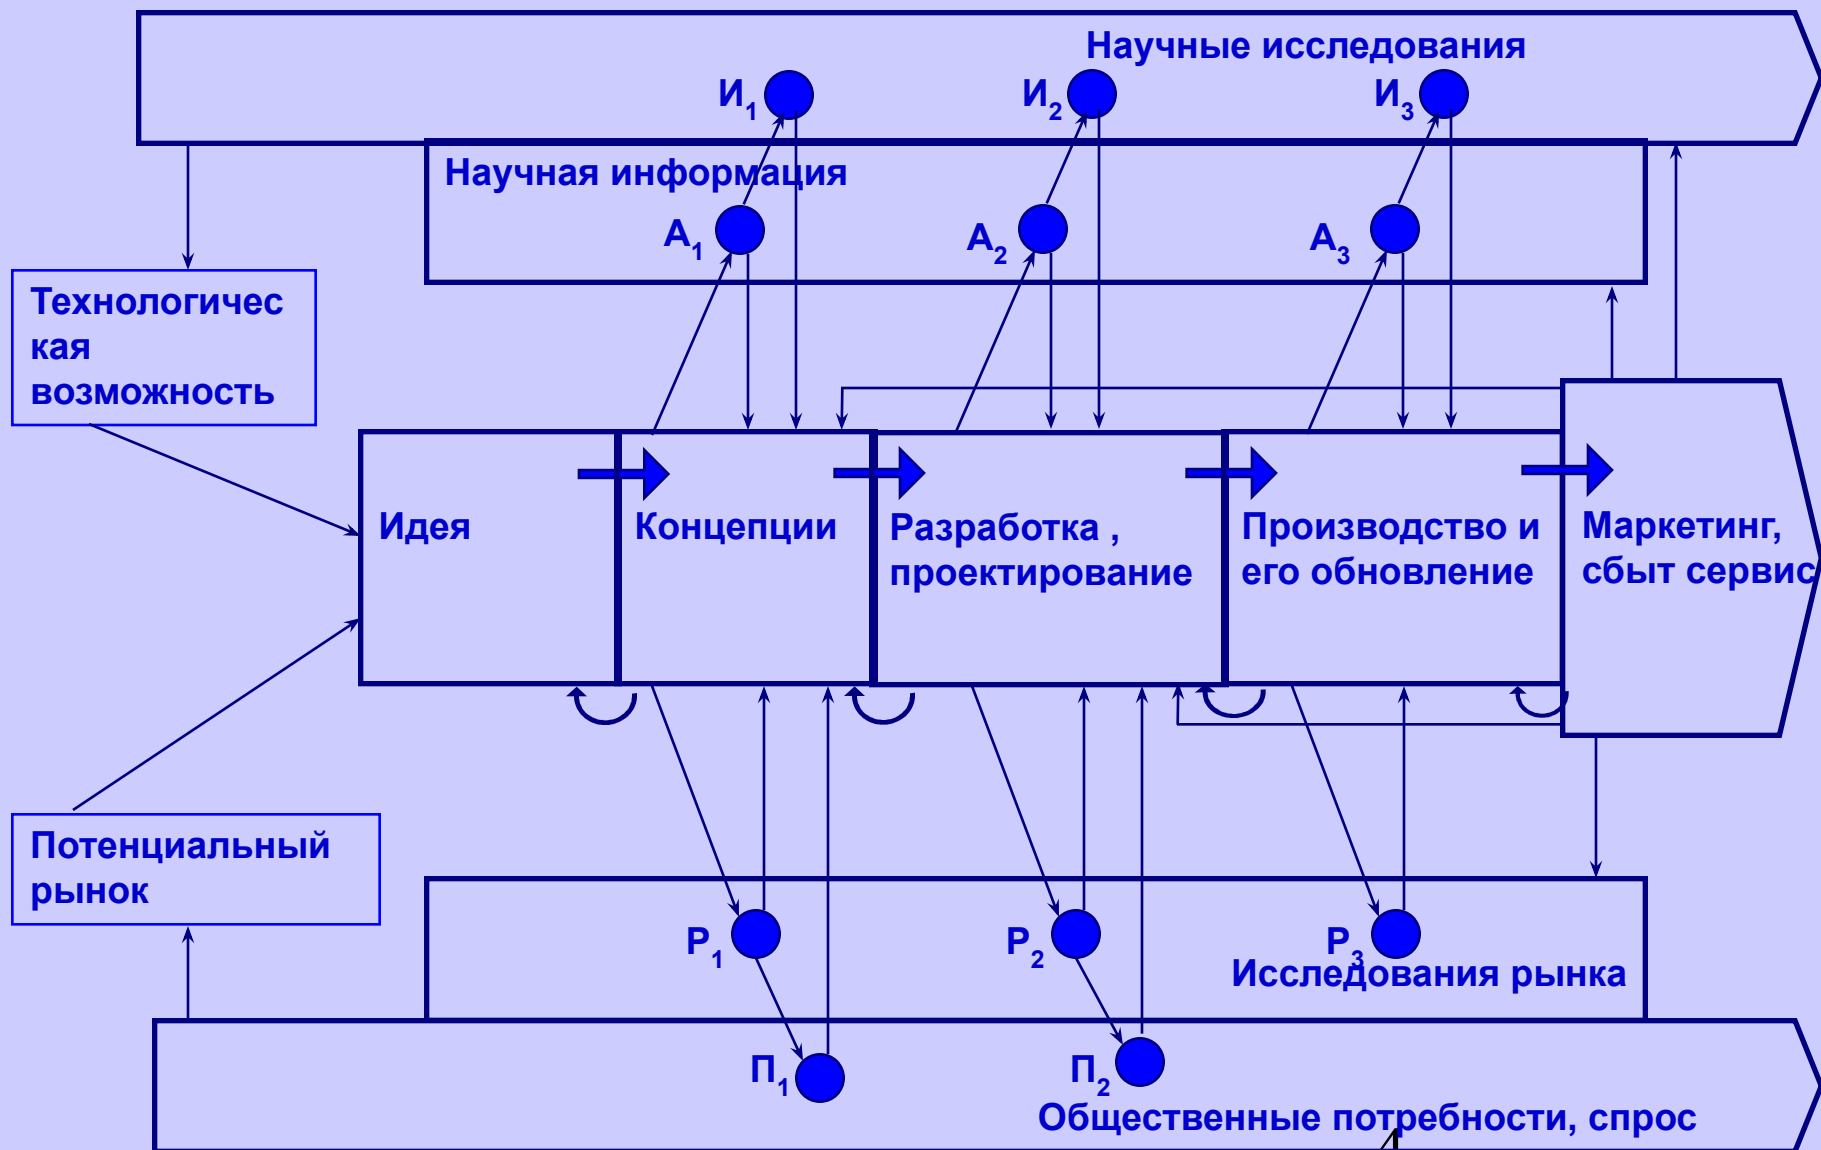 Научные исследования
И1
И2
И3
Научная информация
А1
А2
А3
Технологичес
кая
возможность
Идея
Концепции
Разработка ,
проектирование
Производство и
его обновление
Маркетинг,
сбыт сервис
Потенциальный
рынок
Р1
Р2
Р3
Исследования рынка
П1
П2
Общественные потребности, спрос